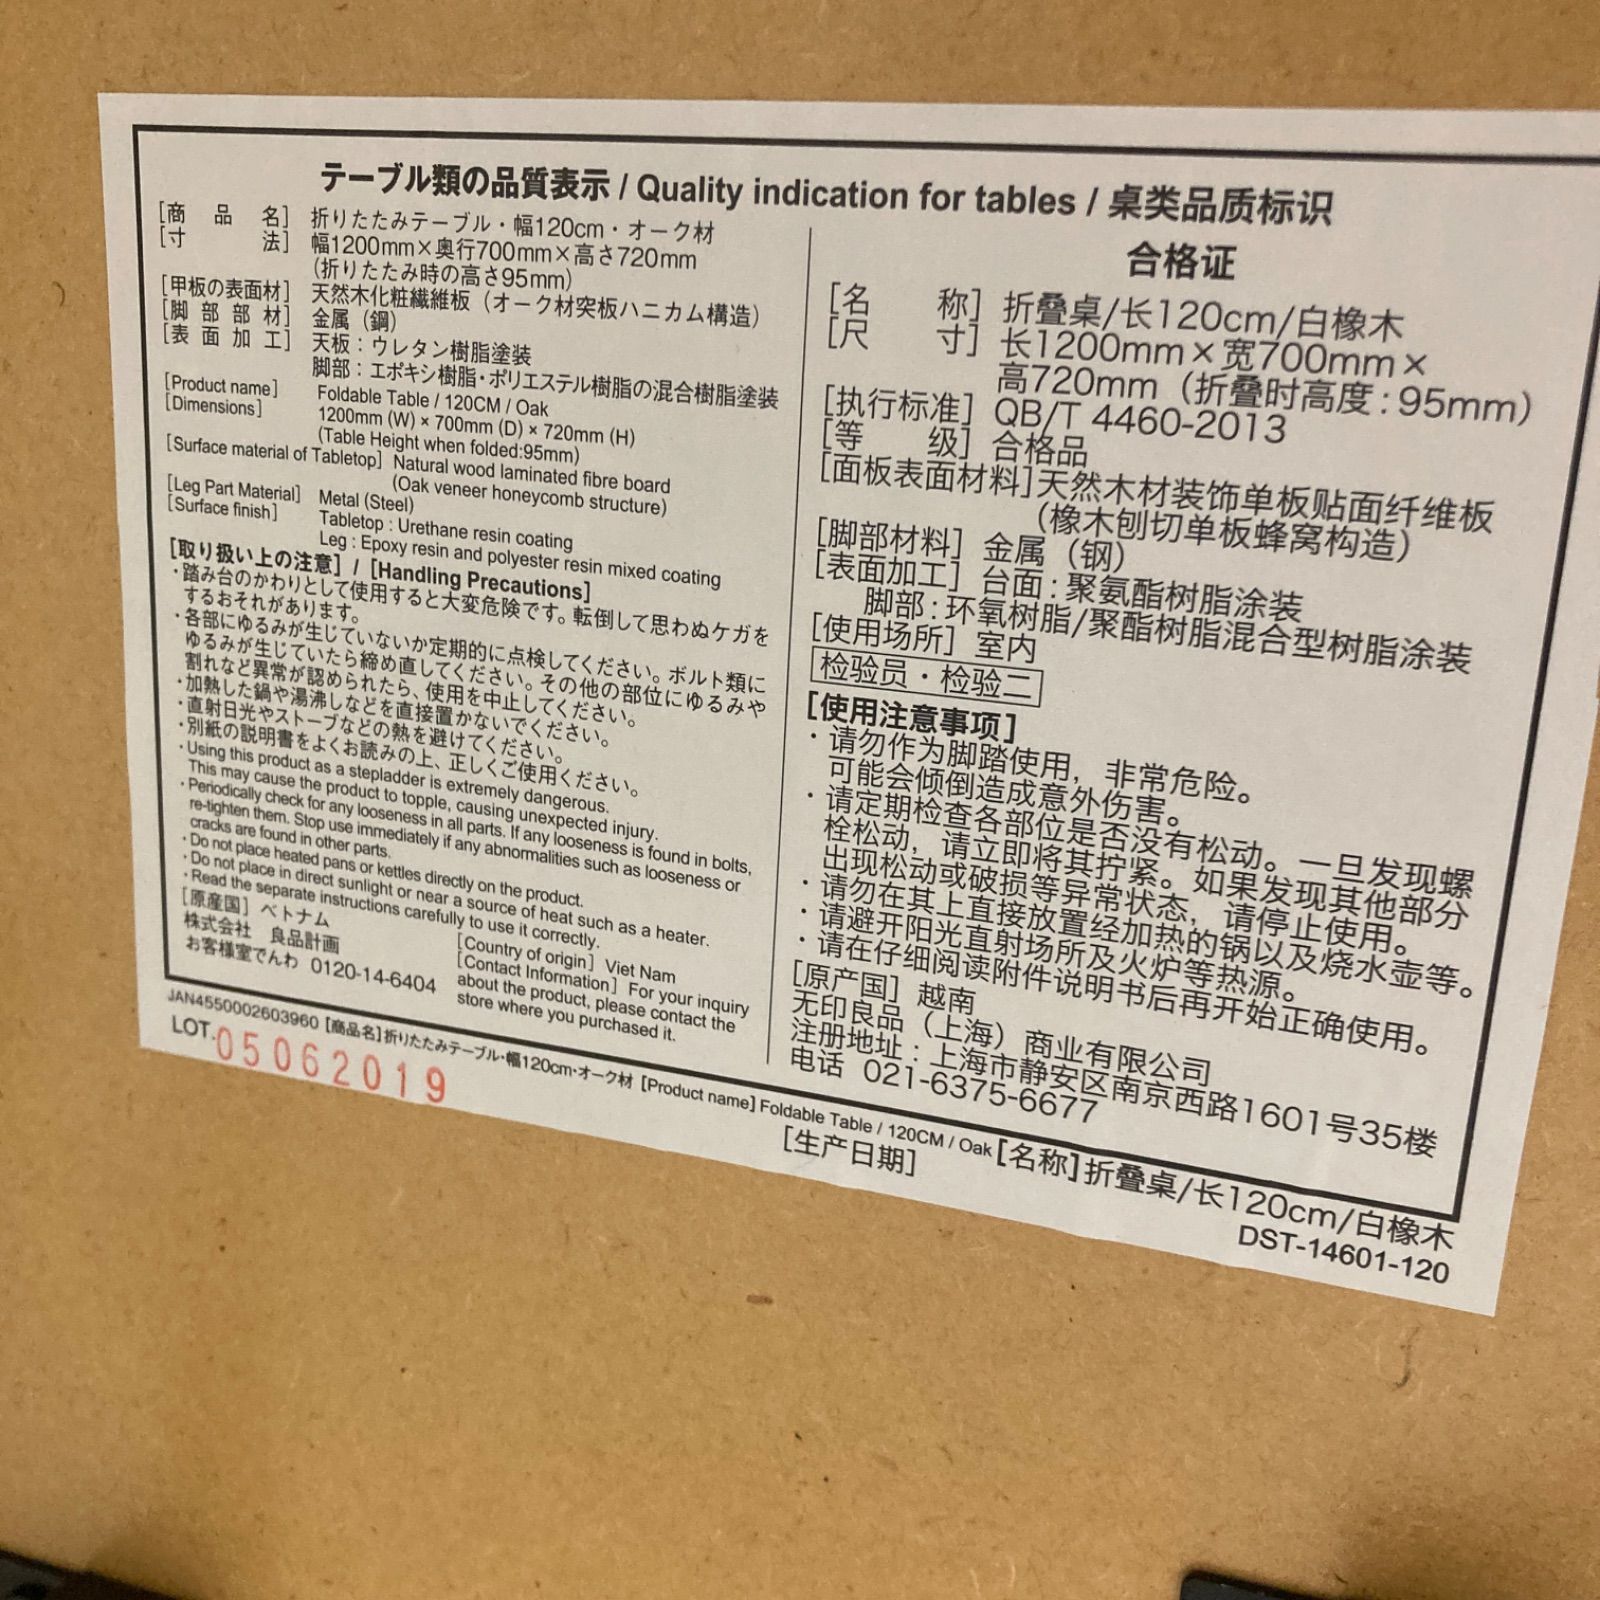 テーブル類の品質表示 / Quality indication for tables / 桌类品质标识
[商品名] 折りたたみテーブル・幅120cm・オーク材
[寸法] 幅1200mm×奥行700mm×高さ720mm
(折りたたみ時の高さ95mm)
[甲板の表面材] 天然木化粧繊維板（オーク材突板ハニカム構造）
[脚部部材] 金属（鋼）
[表面加工] 天板：ウレタン樹脂塗装
脚部：エポキシ樹脂・ポリエステル樹脂の混合樹脂塗装
[Product name] Foldable Table / 120CM / Oak
[Dimensions] 1200mm (W) × 700mm (D) × 720mm (H)
(Table Height when folded:95mm)
[Surface material of Tabletop] Natural wood laminated fibre board
(Oak veneer honeycomb structure)
[Leg Part Material] Metal (Steel)
[Surface finish] Tabletop : Urethane resin coating
Leg : Epoxy resin and polyester resin mixed coating
[取り扱い上の注意] / [Handling Precautions]
・踏み台のかわりとして使用すると大変危険です。転倒して思わぬケガを
するおそれがあります。
・各部にゆるみが生じていないか定期的に点検してください。ボルト類に
ゆるみが生じていたら締め直してください。その他の部位にゆるみや
割れなど異常が認められたら、使用を中止してください。
・加熱した鍋や湯沸しなどを直接置かないでください。
・直射日光やストーブなどの熱を避けてください。
・別紙の説明書をよくお読みの上、正しくご使用ください。
・Using this product as a stepladder is extremely dangerous.
This may cause the product to topple, causing unexpected injury.
・Periodically check for any looseness in all parts. If any looseness is found in bolts,
re-tighten them. Stop use immediately if any abnormalities such as looseness or
cracks are found in other parts.
・Do not place heated pans or kettles directly on the product.
・Do not place in direct sunlight or near a source of heat such as a heater.
・Read the separate instructions carefully to use it correctly.
[原産国] ベトナム
株式会社 良品計画
お客様室でんわ 0120-14-6404
[Country of origin] Viet Nam
[Contact Information] For your inquiry
about the product, please contact the
store where you purchased it.
合格证
[名称] 折叠桌/长120cm/白橡木
[尺寸] 长1200mm×宽700mm×
高720mm（折叠时高度：95mm）
[执行标准] QB/T 4460-2013
[等级] 合格品
[面板表面材料] 天然木材装饰单板贴面纤维板
（橡木刨切单板蜂窝构造）
[脚部材料] 金属（钢）
[表面加工] 台面：聚氨酯树脂涂装
脚部：环氧树脂/聚酯树脂混合型树脂涂装
[使用场所] 室内
检验员・检验二
[使用注意事项]
・请勿作为脚踏使用，非常危险。
可能会倾倒造成意外伤害。
・请定期检查各部位是否没有松动。一旦发现螺
栓松动，请立即将其拧紧。如果发现其他部分
出现松动或破损等异常状态，请停止使用。
・请勿在其上直接放置经加热的锅以及烧水壶等。
・请避开阳光直射场所及火炉等热源。
・请在仔细阅读附件说明书后再开始正确使用。
[原产国] 越南
无印良品（上海）商业有限公司
注册地址：上海市静安区南京西路1601号35楼
电话 021-6375-6677
JAN4550002603960 [商品名] 折りたたみテーブル・幅120cm・オーク材 [Product name] Foldable Table / 120CM / Oak [名称] 折叠桌/长120cm/白橡木
LOT. 05062019
[生产日期]
DST-14601-120